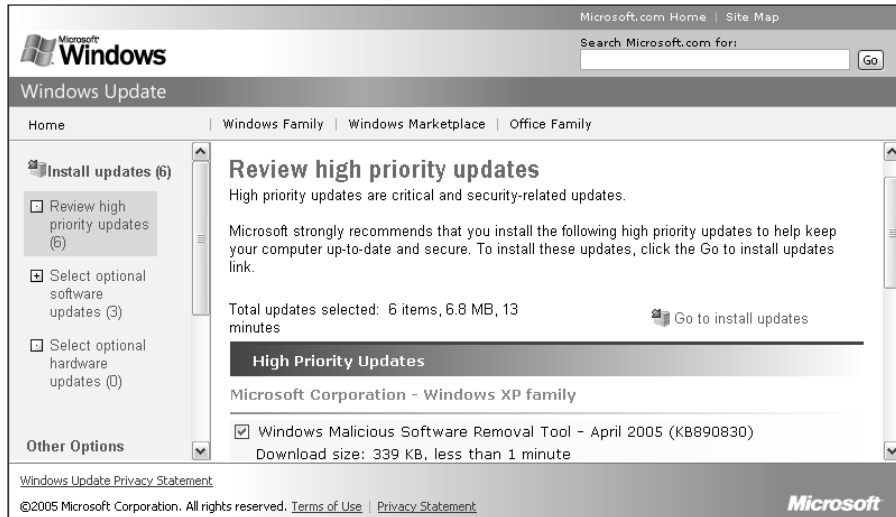 Microsoft.com Home | Site Map
Microsoft
Windows
Search Microsoft.com for:
Go
Windows Update
Home | Windows Family | Windows Marketplace | Office Family
Install updates (6)
Review high
priority updates
(6)
Select optional
software
updates (3)
Select optional
hardware
updates (0)
Other Options
Review high priority updates
High priority updates are critical and security-related updates.
Microsoft strongly recommends that you install the following high priority updates to help keep
your computer up-to-date and secure. To install these updates, click the Go to install updates
link.
Total updates selected: 6 items, 6.8 MB, 13
minutes
Go to install updates
High Priority Updates
Microsoft Corporation - Windows XP family
Windows Malicious Software Removal Tool - April 2005 (KB890830)
Download size: 339 KB, less than 1 minute
Windows Update Privacy Statement
©2005 Microsoft Corporation. All rights reserved. Terms of Use | Privacy Statement
Microsoft